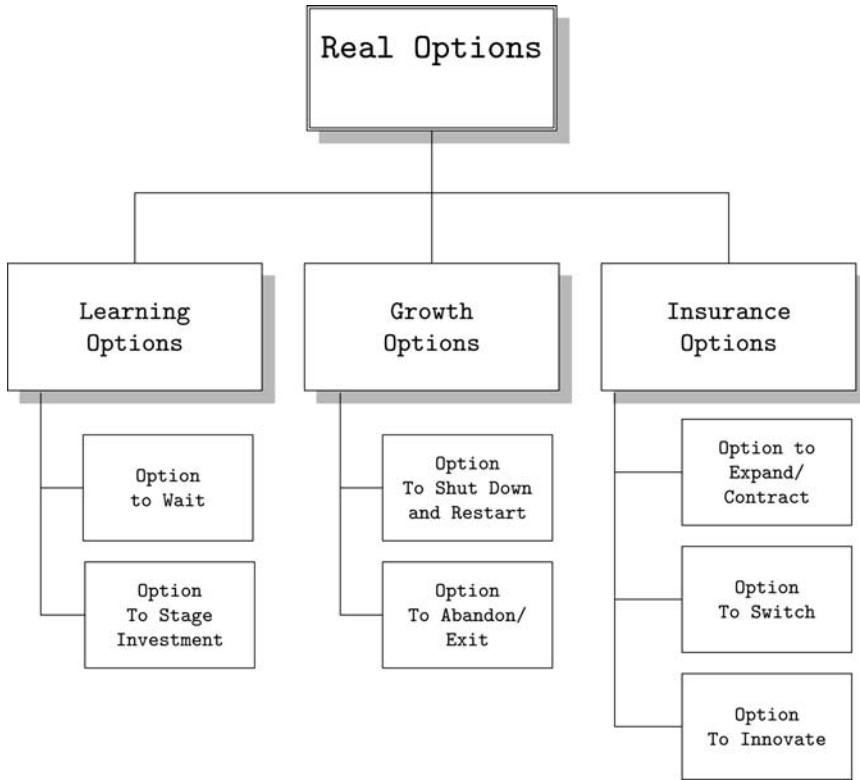 Real Options
Learning
Options
Growth
Options
Insurance
Options
Option
to Wait
Option
To Stage
Investment
Option
To Shut Down
and Restart
Option
To Abandon/
Exit
Option to
Expand/
Contract
Option
To Switch
Option
To Innovate